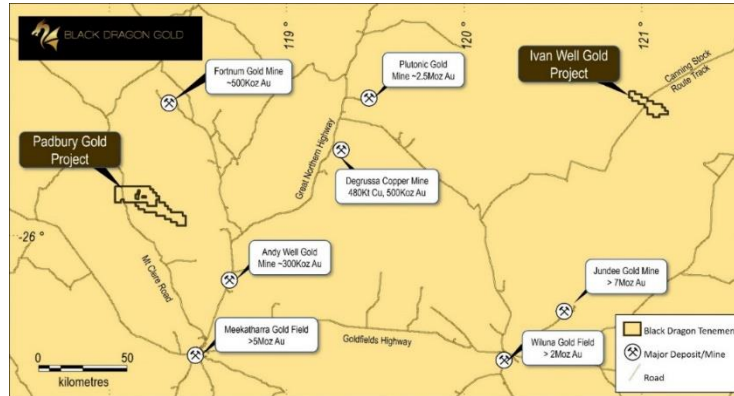 BLACK DRAGON GOLD
119 °
120 °
121 °
Fortnum Gold Mine
~500Koz Au
Plutonic Gold
Mine ~2.5Moz Au
Ivan Well Gold
Project
Canning Stock
Route Track
Padbury Gold
Project
Great Northern Highway
Degrussa Copper Mine
480Kt Cu, 500Koz Au
-26 °
Mt Clere Road
Andy Well Gold
Mine ~300Koz Au
Jundee Gold Mine
> 7Moz Au
Meekatharra Gold Field
>5Moz Au
Goldfields Highway
Wiluna Gold Field
> 2Moz Au
0
50
kilometres
Black Dragon Tenement
Major Deposit/Mine
Road